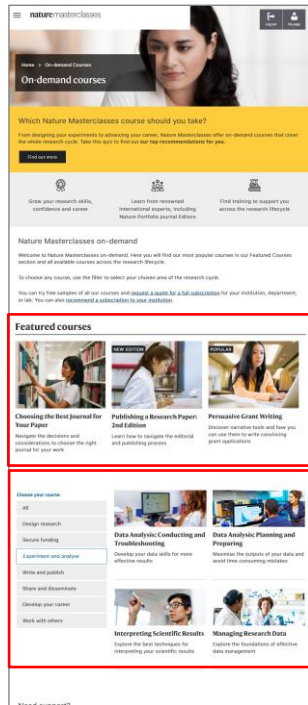 naturemasterclasses
Logout
Manage
Home > On-demand Courses
On-demand courses
Which Nature Masterclasses course should you take?
From designing your experiments to advancing your career, Nature Masterclasses offer on-demand courses that cover
the whole research cycle. Take this quiz to find out our top recommendations for you.
Find out more
Grow your research skills,
confidence and career
Learn from renowned
international experts, including
Nature Portfolio journal Editors
Find training to support you
across the research lifecycle
Nature Masterclasses on-demand
Welcome to Nature Masterclasses on-demand. Here you will find our most popular courses in our Featured Courses
section and all available courses across the research lifecycle.
To choose any course, use the filter to select your chosen area of the research cycle.
You can try free samples of all our courses and request a quote for a full subscription for your institution, department,
or lab. You can also recommend a subscription to your institution.
Featured courses
Choosing the Best Journal for
Your Paper
Navigate the decisions and
considerations to choose the right
journal for your work
NEW EDITION
Publishing a Research Paper:
2nd Edition
Learn how to navigate the editorial
and publishing process
POPULAR
Persuasive Grant Writing
Discover narrative tools and how you
can use them to write convincing
grant applications
Choose your course
All
Design research
Secure funding
Experiment and analyse
Write and publish
Share and disseminate
Develop your career
Work with others
Data Analysis: Conducting and
Troubleshooting
Develop your data skills for more
effective results
Data Analysis: Planning and
Preparing
Maximise the outputs of your data and
avoid time-consuming mistakes
Interpreting Scientific Results
Explore the best techniques for
interpreting your scientific results
Managing Research Data
Explore the foundations of effective
data management
Need support?